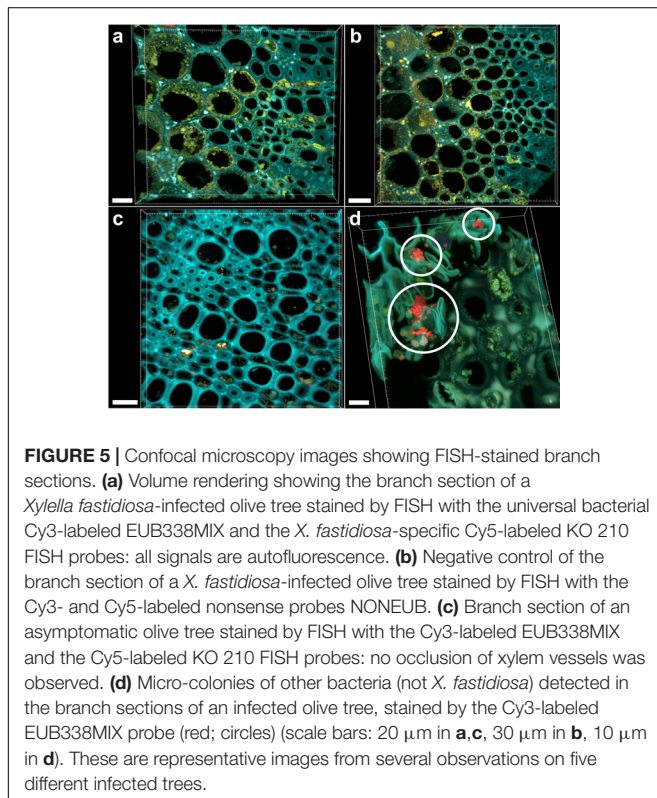 a
b
c
d
FIGURE 5 | Confocal microscopy images showing FISH-stained branch
sections. (a) Volume rendering showing the branch section of a
Xylella fastidiosa-infected olive tree stained by FISH with the universal bacterial
Cy3-labeled EUB338MIX and the X. fastidiosa-specific Cy5-labeled KO 210
FISH probes: all signals are autofluorescence. (b) Negative control of the
branch section of a X. fastidiosa-infected olive tree stained by FISH with the
Cy3- and Cy5-labeled nonsense probes NONEUB. (c) Branch section of an
asymptomatic olive tree stained by FISH with the Cy3-labeled EUB338MIX
and the Cy5-labeled KO 210 FISH probes: no occlusion of xylem vessels was
observed. (d) Micro-colonies of other bacteria (not X. fastidiosa) detected in
the branch sections of an infected olive tree, stained by the Cy3-labeled
EUB338MIX probe (red; circles) (scale bars: 20 μm in a,c, 30 μm in b, 10 μm
in d). These are representative images from several observations on five
different infected trees.